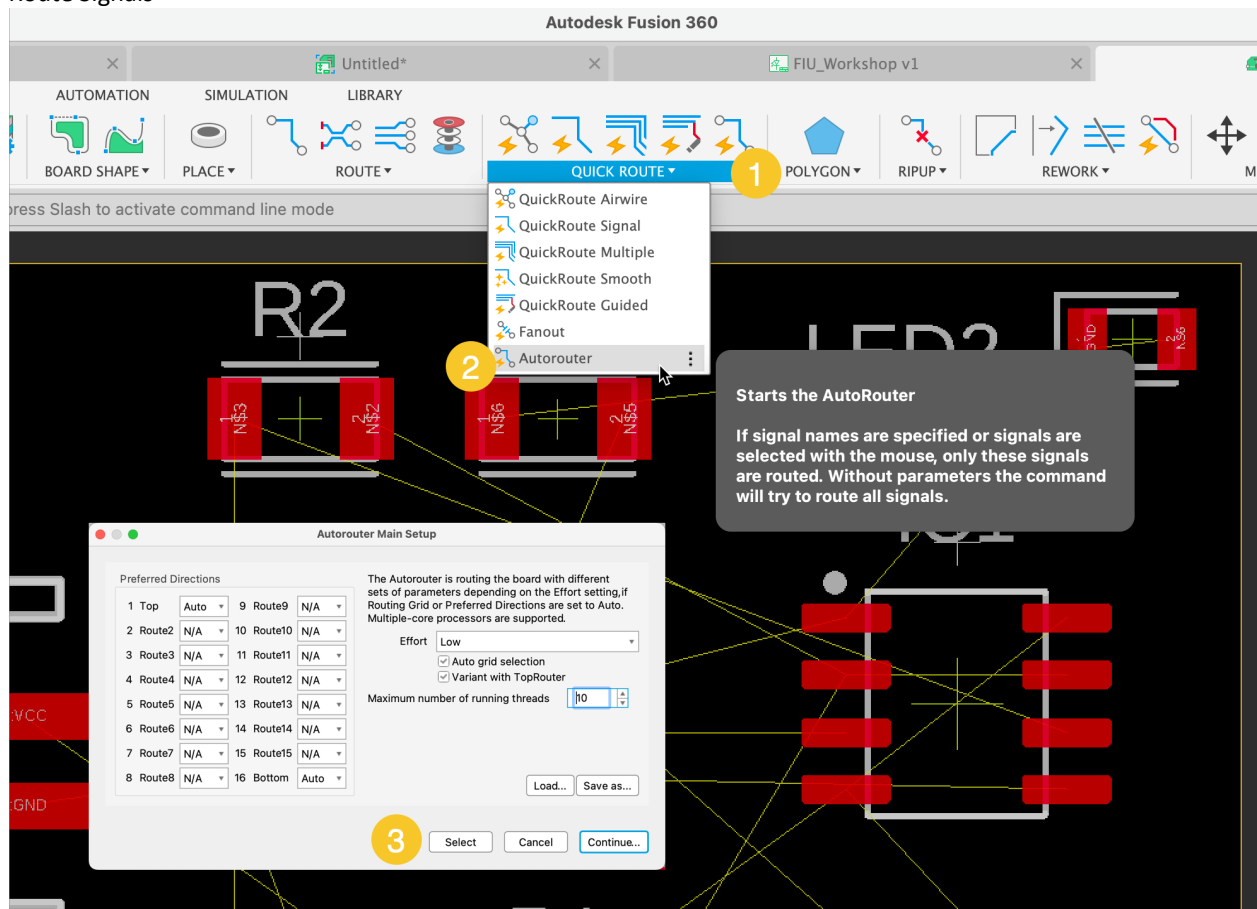 Route Signals
Autodesk Fusion 360
Untitled*
FIU_Workshop v1
AUTOMATION SIMULATION LIBRARY
BOARD SHAPE PLACE ROUTE QUICK ROUTE 1 POLYGON RIPUP REWORK M
press Slash to activate command line mode
QuickRoute Airwire
QuickRoute Signal
QuickRoute Multiple
QuickRoute Smooth
QuickRoute Guided
Fanout
2 Autorouter
R2
1 N$3
2 N$2
1 N$6
2 N$5
2 N$6
Starts the AutoRouter
If signal names are specified or signals are
selected with the mouse, only these signals
are routed. Without parameters the command
will try to route all signals.
Autorouter Main Setup
Preferred Directions
1 Top Auto 9 Route9 N/A
2 Route2 N/A 10 Route10 N/A
3 Route3 N/A 11 Route11 N/A
4 Route4 N/A 12 Route12 N/A
5 Route5 N/A 13 Route13 N/A
6 Route6 N/A 14 Route14 N/A
7 Route7 N/A 15 Route15 N/A
8 Route8 N/A 16 Bottom Auto
The Autorouter is routing the board with different
sets of parameters depending on the Effort setting,if
Routing Grid or Preferred Directions are set to Auto.
Multiple-core processors are supported.
Effort Low
Auto grid selection
Variant with TopRouter
Maximum number of running threads 10
Load... Save as...
3 Select Cancel Continue...
:VCC
:GND